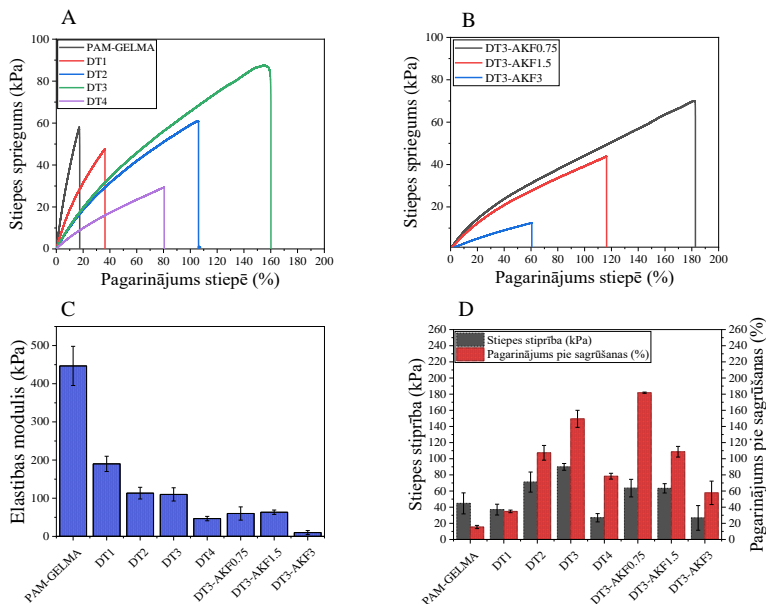 A
Stiepes spriegums (kPa)
100
80
60
40
20
0
PAM-GELMA
DT1
DT2
DT3
DT4
0 20 40 60 80 100 120 140 160 180 200
Pagarinājums stiepē (%)
B
Stiepes spriegums (kPa)
100
80
60
40
20
DT3-AKF0.75
DT3-AKF1.5
DT3-AKF3
0 20 40 60 80 100 120 140 160 180 200
Pagarinājums stiepē (%)
C
Elastības modulis (kPa)
500
400
300
200
100
0
PAM-GELMA
DT1
DT2
DT3
DT4
DT3-AKF0.75
DT3-AKF1.5
DT3-AKF3
D
Stiepes stiprība (kPa)
260
240
220
200
180
160
140
120
100
80
60
40
20
0
Stiepes stiprība (kPa)
Pagarinājums pie sagrūšanas (%)
260
240
220
200
180
160
140
120
100
80
60
40
20
0
Pagarinājums pie sagrūšanas (%)
PAM-GELMA
DT1
DT2
DT3
DT4
DT3-AKF0.75
DT3-AKF1.5
DT3-AKF3